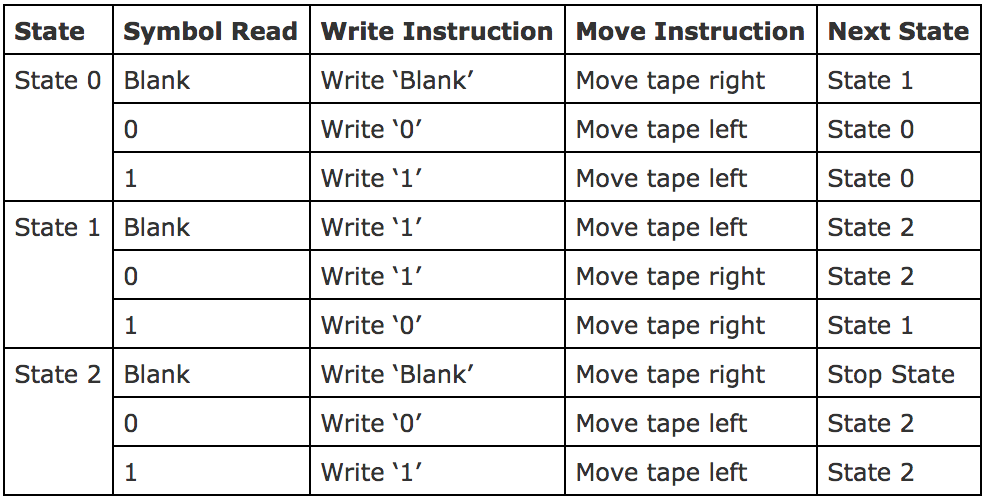 State Symbol Read Write Instruction Move Instruction Next State
State 0 Blank Write ‘Blank’ Move tape right State 1
0 Write ‘0’ Move tape left State 0
1 Write ‘1’ Move tape left State 0
State 1 Blank Write ‘1’ Move tape left State 2
0 Write ‘1’ Move tape right State 2
1 Write ‘0’ Move tape right State 1
State 2 Blank Write ‘Blank’ Move tape right Stop State
0 Write ‘0’ Move tape left State 2
1 Write ‘1’ Move tape left State 2